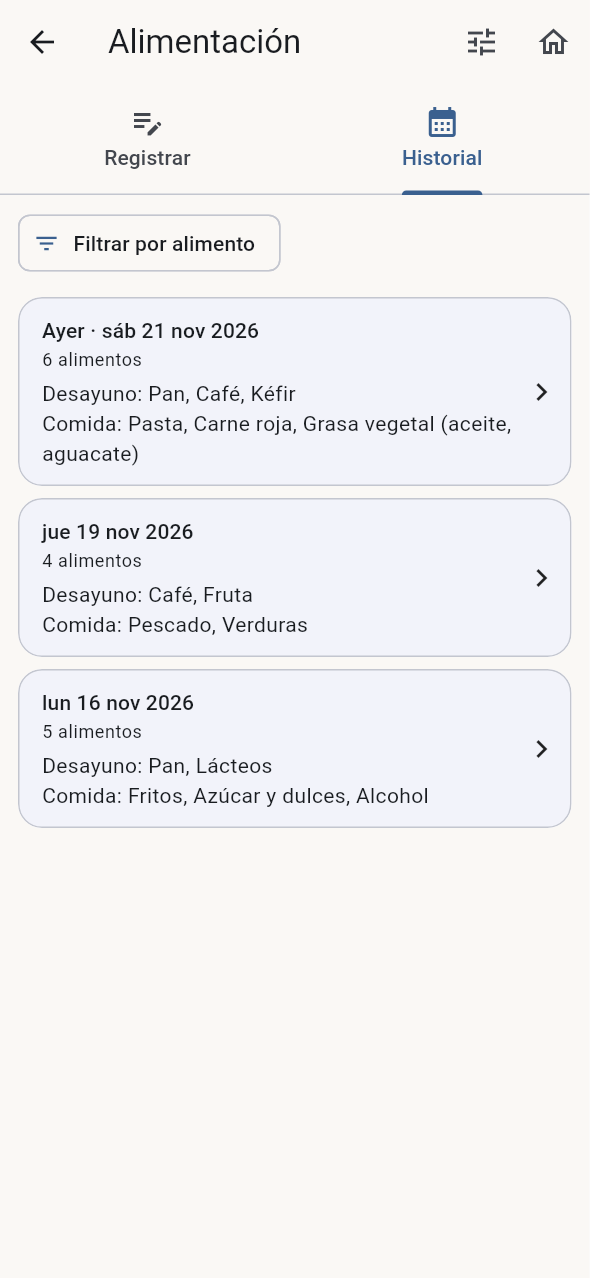 Alimentación
Registrar
Historial
Filtrar por alimento
Ayer · sáb 21 nov 2026
6 alimentos
Desayuno: Pan, Café, Kéfir
Comida: Pasta, Carne roja, Grasa vegetal (aceite,
aguacate)
jue 19 nov 2026
4 alimentos
Desayuno: Café, Fruta
Comida: Pescado, Verduras
lun 16 nov 2026
5 alimentos
Desayuno: Pan, Lácteos
Comida: Fritos, Azúcar y dulces, Alcohol